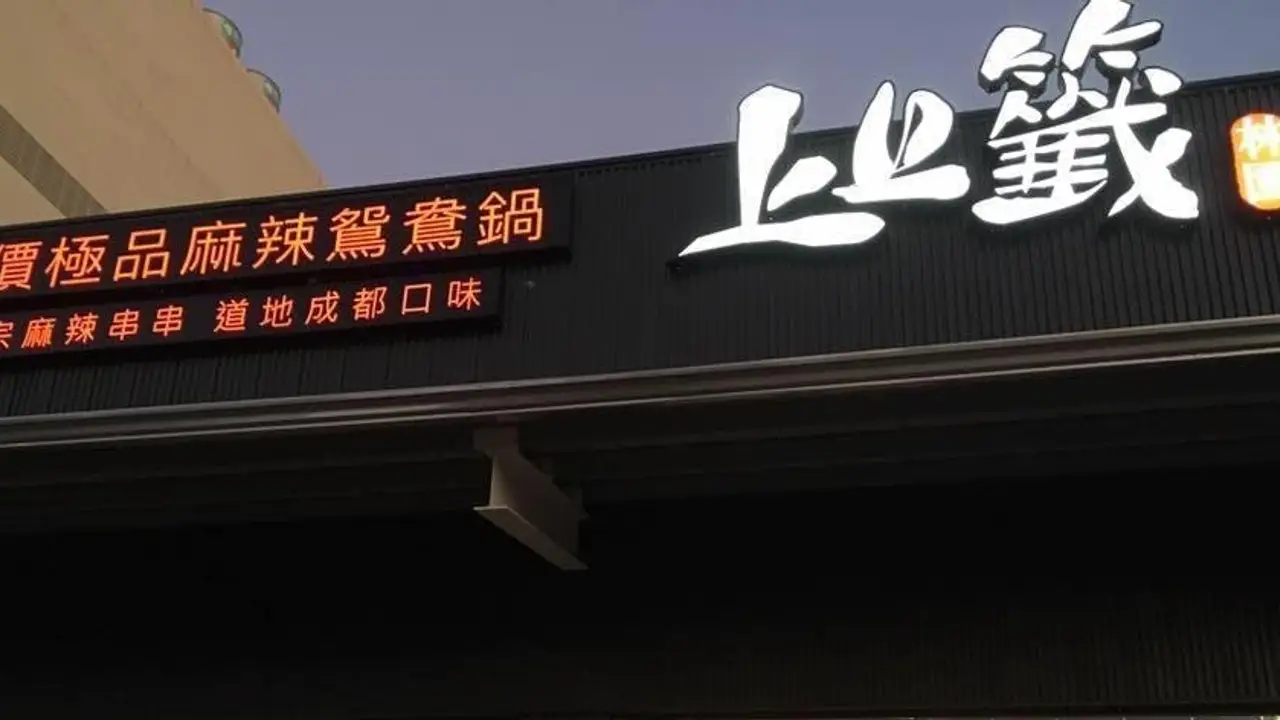 上上籤
價極品麻辣鴛鴦鍋
宗麻辣串串 道地成都口味